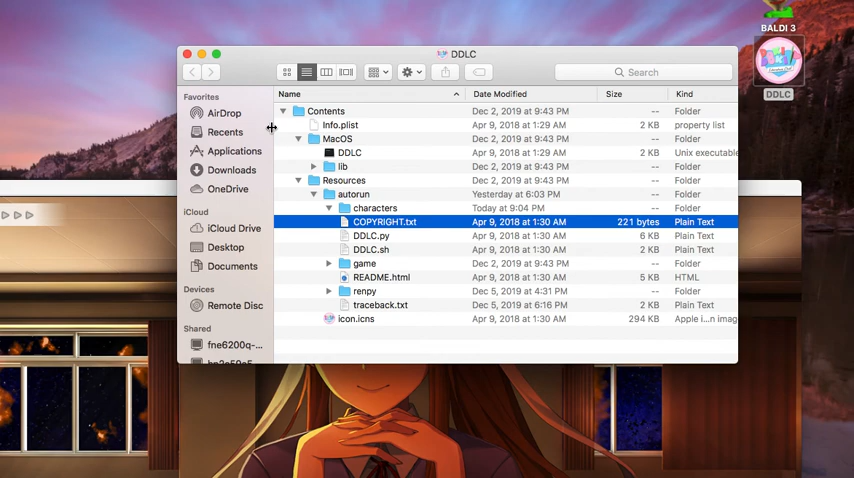 BALDI 3
DDLC
DDLC
Search
Favorites
AirDrop
Recents
Applications
Downloads
OneDrive
iCloud
iCloud Drive
Desktop
Documents
Devices
Remote Disc
Shared
fne6200q-...
Name Date Modified Size Kind
Contents Dec 2, 2019 at 9:43 PM -- Folder
Info.plist Apr 9, 2018 at 1:29 AM 2 KB property list
MacOS Dec 2, 2019 at 9:43 PM -- Folder
DDLC Apr 9, 2018 at 1:29 AM 2 KB Unix executable
lib Dec 2, 2019 at 9:43 PM -- Folder
Resources Dec 2, 2019 at 9:43 PM -- Folder
autorun Yesterday at 6:03 PM -- Folder
characters Today at 9:04 PM -- Folder
COPYRIGHT.txt Apr 9, 2018 at 1:30 AM 221 bytes Plain Text
DDLC.py Apr 9, 2018 at 1:30 AM 6 KB Plain Text
DDLC.sh Apr 9, 2018 at 1:30 AM 2 KB Plain Text
game Dec 2, 2019 at 9:43 PM -- Folder
README.html Apr 9, 2018 at 1:30 AM 5 KB HTML
renpy Dec 5, 2019 at 4:31 PM -- Folder
traceback.txt Dec 5, 2019 at 6:16 PM 2 KB Plain Text
icon.icns Apr 9, 2018 at 1:30 AM 294 KB Apple i...n imag